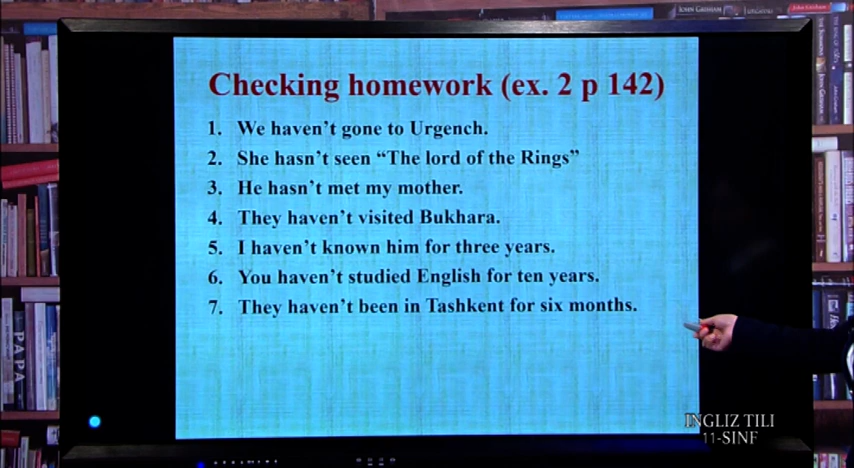 Checking homework (ex. 2 p 142)
1. We haven't gone to Urgench.
2. She hasn't seen “The lord of the Rings”
3. He hasn't met my mother.
4. They haven't visited Bukhara.
5. I haven't known him for three years.
6. You haven't studied English for ten years.
7. They haven't been in Tashkent for six months.
PAPA
INGLIZ TILI
11-SINF
JOHN GRISHAM